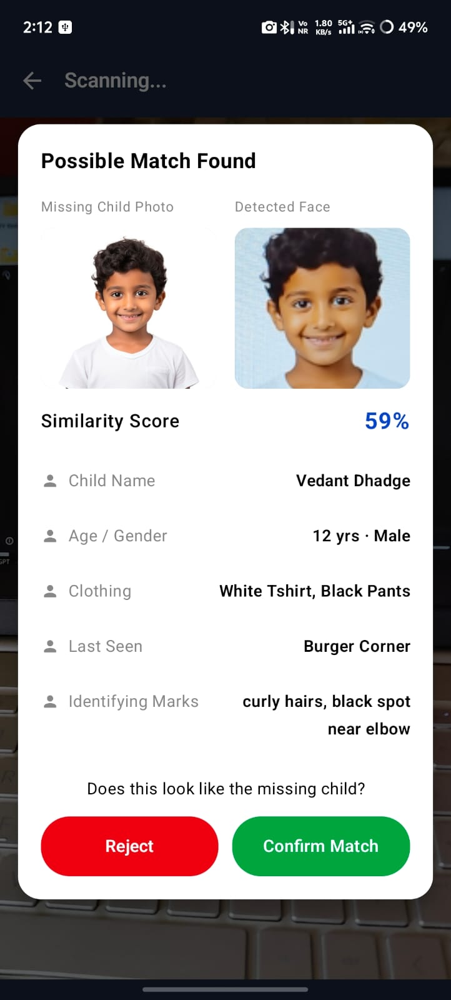 2:12
Vo
NR
1.80
KB/s
5G+
49%
Scanning...
Possible Match Found
Missing Child Photo
Detected Face
Similarity Score
59%
Child Name
Vedant Dhadge
Age / Gender
12 yrs · Male
Clothing
White Tshirt, Black Pants
Last Seen
Burger Corner
Identifying Marks
curly hairs, black spot
near elbow
Does this look like the missing child?
Reject
Confirm Match